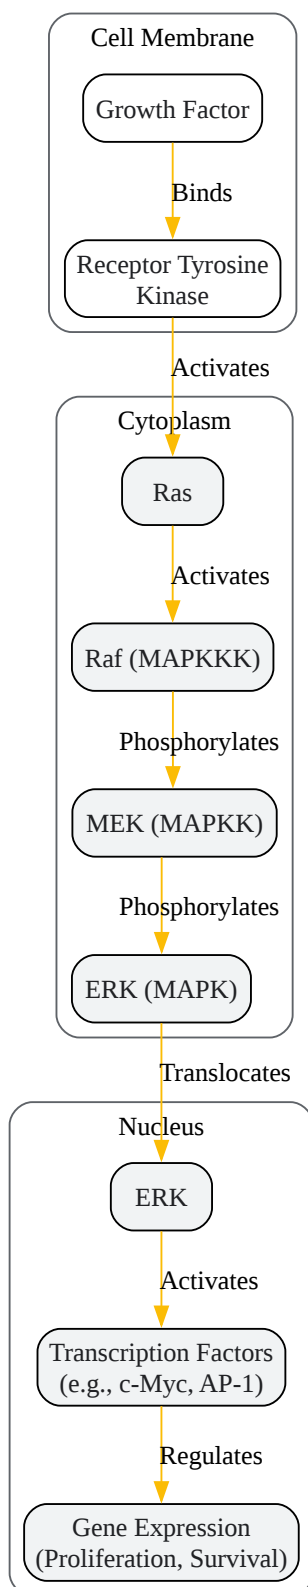 Cell Membrane
Growth Factor
Binds
Receptor Tyrosine
Kinase
Activates
Cytoplasm
Ras
Activates
Raf (MAPKKK)
Phosphorylates
MEK (MAPKK)
Phosphorylates
ERK (MAPK)
Translocates
Nucleus
ERK
Activates
Transcription Factors
(e.g., c-Myc, AP-1)
Regulates
Gene Expression
(Proliferation, Survival)